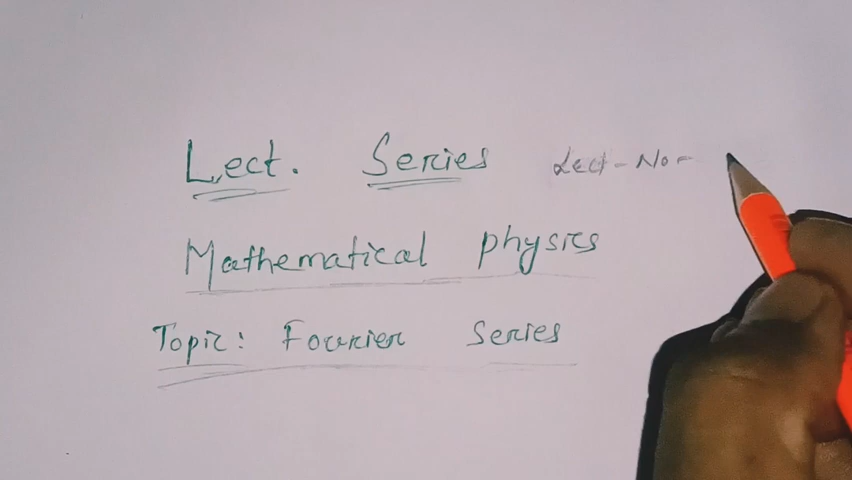 Lect. Series Lect-No-
Mathematical physics
Topic: Fourier Series